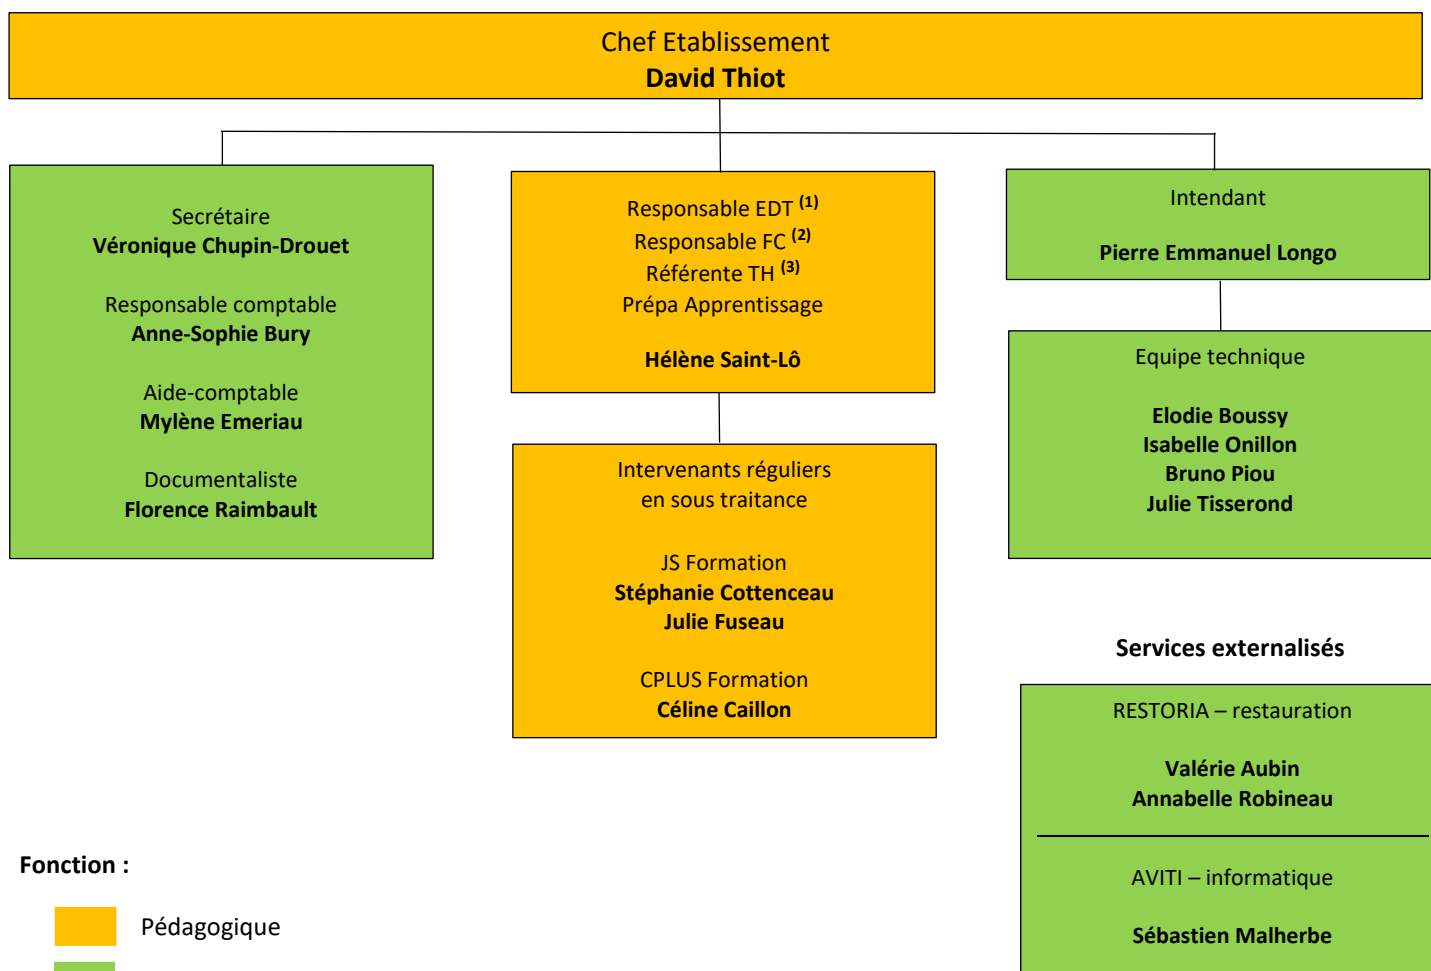 Chef Etablissement
David Thiot
Secrétaire
Véronique Chupin-Drouet
Responsable comptable
Anne-Sophie Bury
Aide-comptable
Mylène Emeriau
Documentaliste
Florence Raimbault
Responsable EDT (1)
Responsable FC (2)
Référente TH (3)
Prépa Apprentissage
Hélène Saint-Lô
Intervenants réguliers
en sous traitance
JS Formation
Stéphanie Cottenceau
Julie Fuseau
CPLUS Formation
Céline Caillon
Intendant
Pierre Emmanuel Longo
Equipe technique
Elodie Boussy
Isabelle Onillon
Bruno Piou
Julie Tisserond
Services externalisés
RESTORIA – restauration
Valérie Aubin
Annabelle Robineau
AVITI – informatique
Sébastien Malherbe
Fonction :
Pédagogique